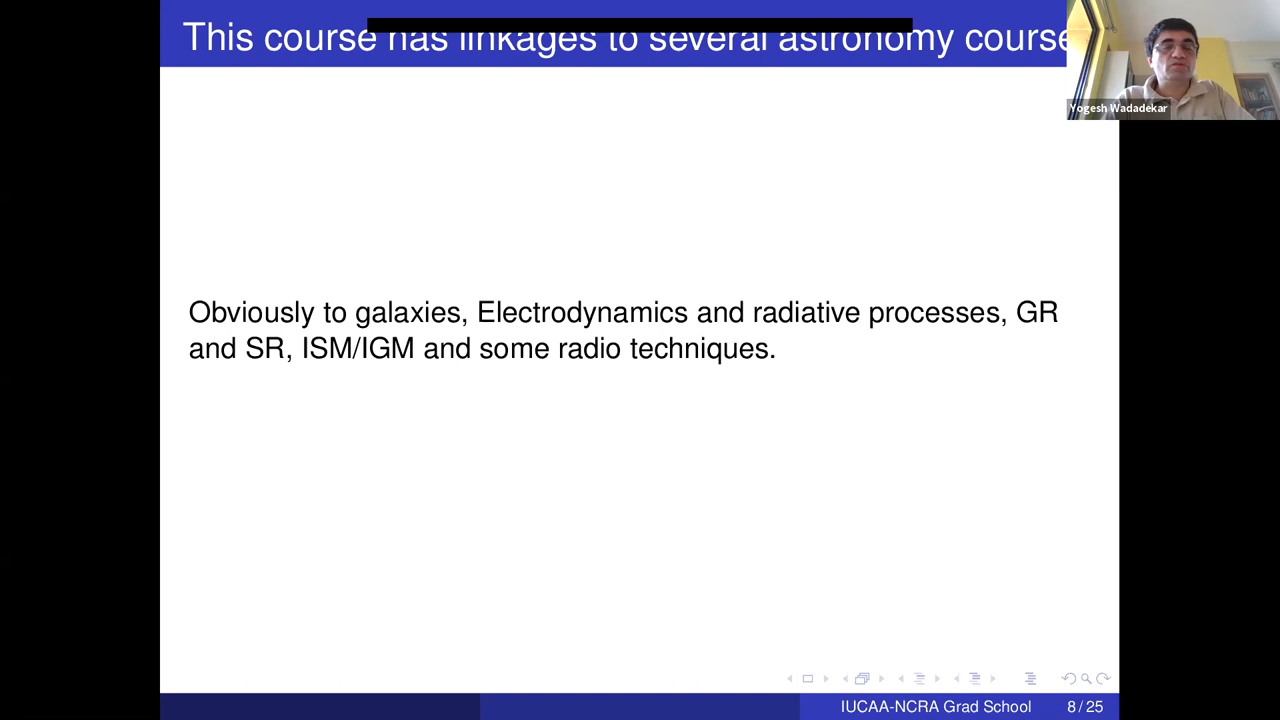 This course has linkages to several astronomy course
Yogesh Wadadekar
Obviously to galaxies, Electrodynamics and radiative processes, GR
and SR, ISM/IGM and some radio techniques.
IUCAA-NCRA Grad School 8 / 25